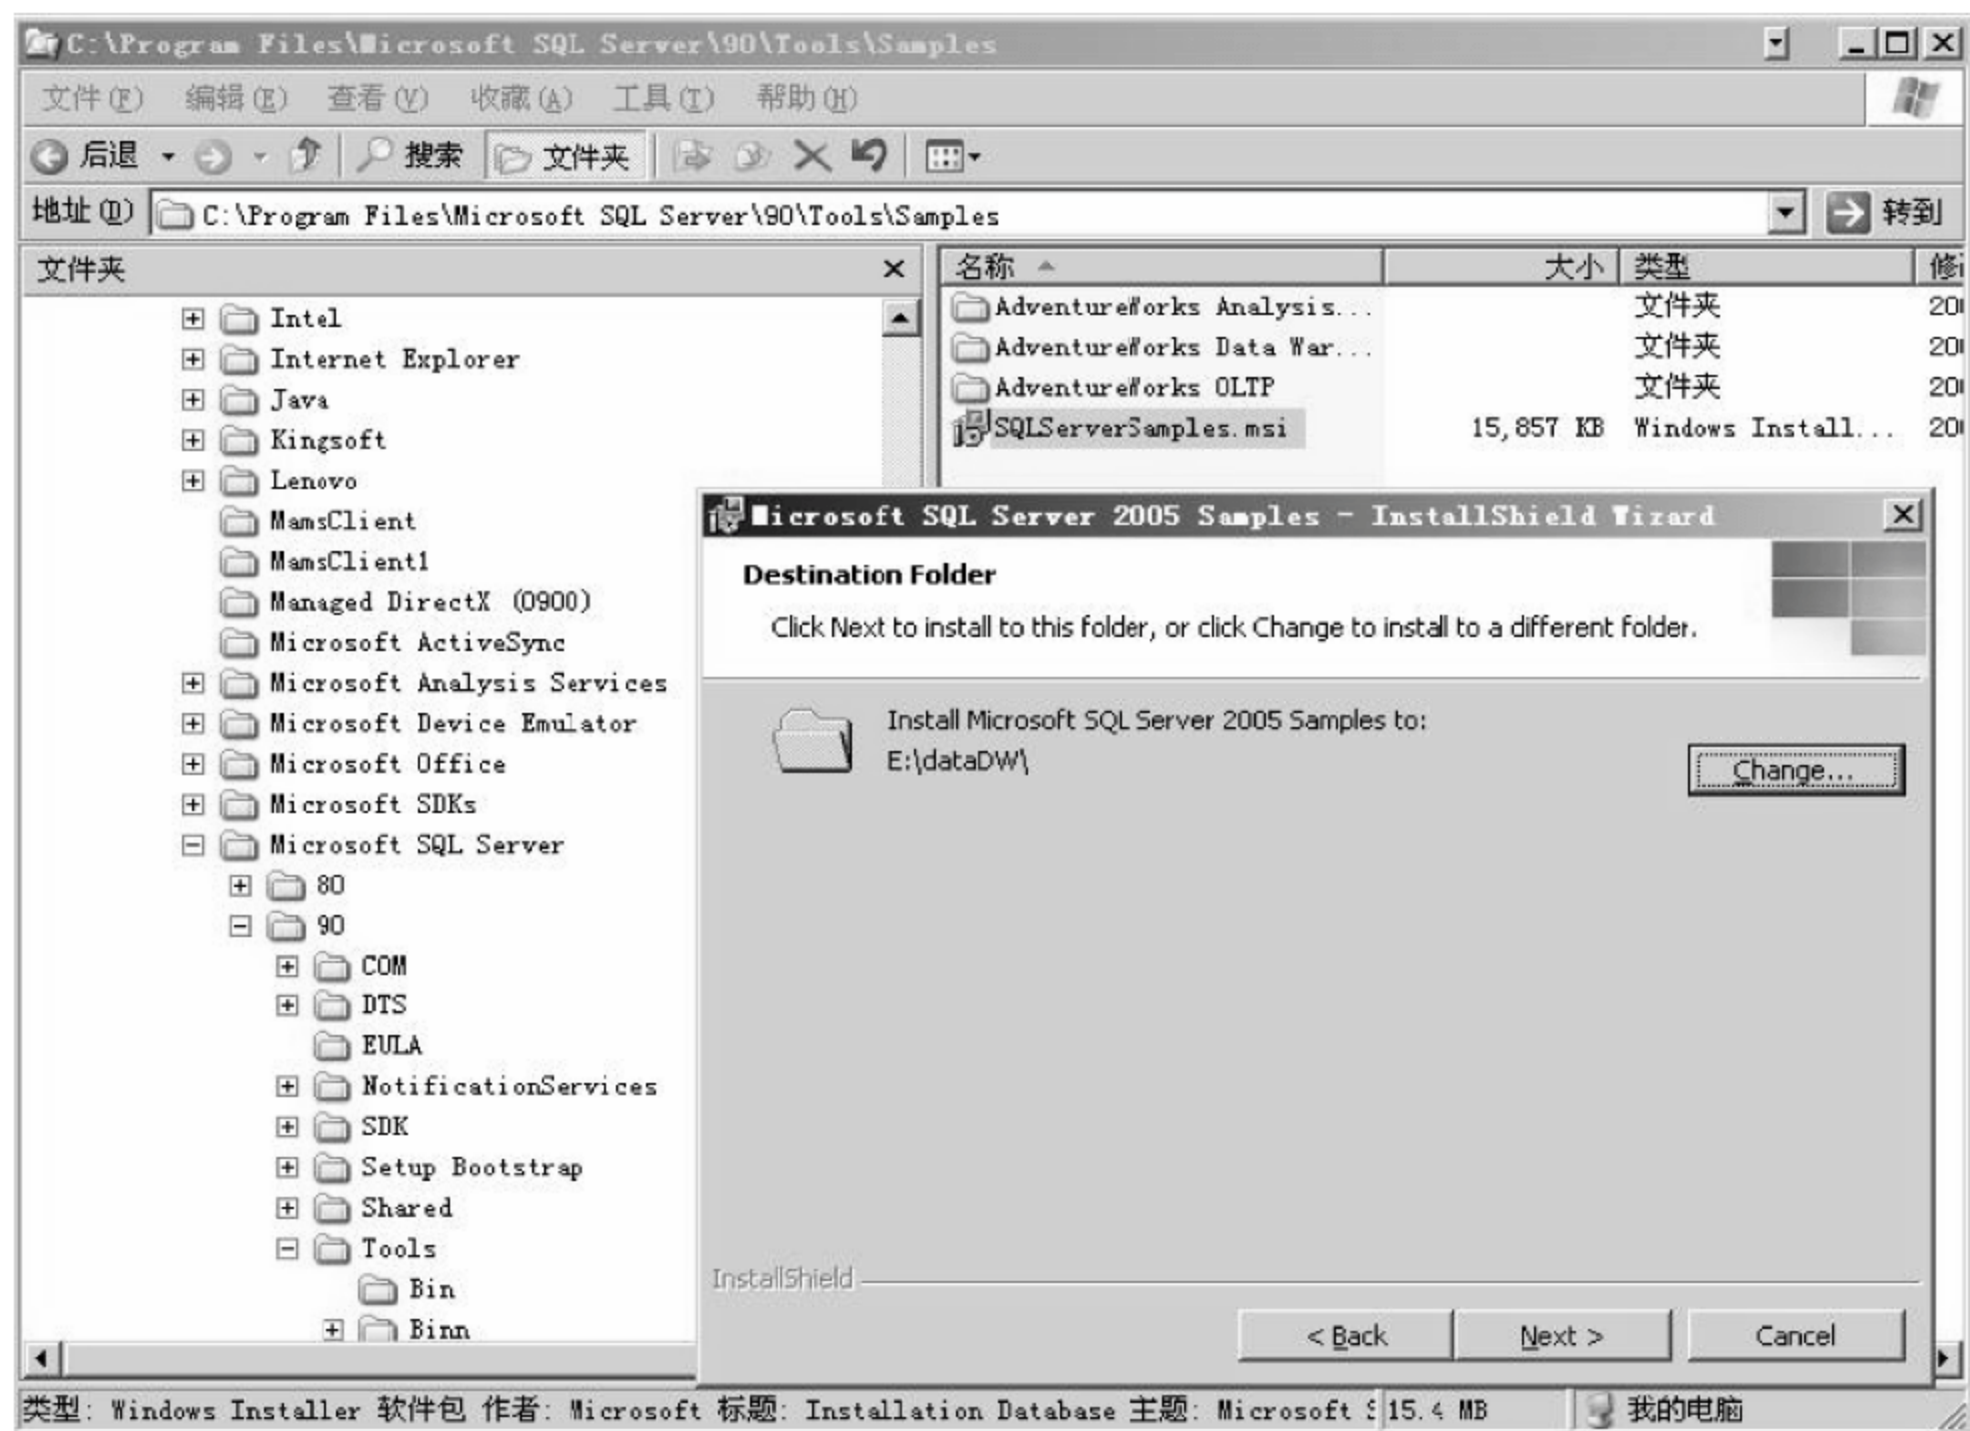 C:\Program Files\Microsoft SQL Server\90\Tools\Samples
文件(F) 编辑(E) 查看(V) 收藏(A) 工具(T) 帮助(H)
后退 搜索 文件夹
地址(D) C:\Program Files\Microsoft SQL Server\90\Tools\Samples 转到
文件夹
Intel
Internet Explorer
Java
Kingsoft
Lenovo
MamsClient
MamsClient1
Managed DirectX (0900)
Microsoft ActiveSync
Microsoft Analysis Services
Microsoft Device Emulator
Microsoft Office
Microsoft SDKs
Microsoft SQL Server
80
90
COM
DTS
EULA
NotificationServices
SDK
Setup Bootstrap
Shared
Tools
Bin
Binn
名称 大小 类型
AdventureWorks Analysis... 文件夹 20
AdventureWorks Data War... 文件夹 20
AdventureWorks OLTP 文件夹 20
SQLServerSamples.msi 15,857 KB Windows Install... 20
Microsoft SQL Server 2005 Samples - InstallShield Wizard
Destination Folder
Click Next to install to this folder, or click Change to install to a different folder.
Install Microsoft SQL Server 2005 Samples to:
E:\dataDW\
Change...
InstallShield
< Back Next > Cancel
类型: Windows Installer 软件包 作者: Microsoft 标题: Installation Database 主题: Microsoft 15.4 MB 我的电脑